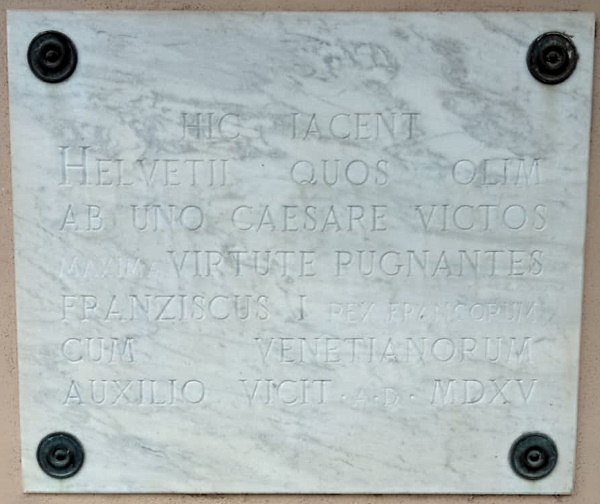 HIC IACENT
HELVETII QUOS OLIM
AB UNO CAESARE VICTOS
MAXIMA VIRTUTE PUGNANTES
FRANZISCUS I REX FRANCORUM
CUM VENETIANORUM
AUXILIO VICIT · A · D · MDXV